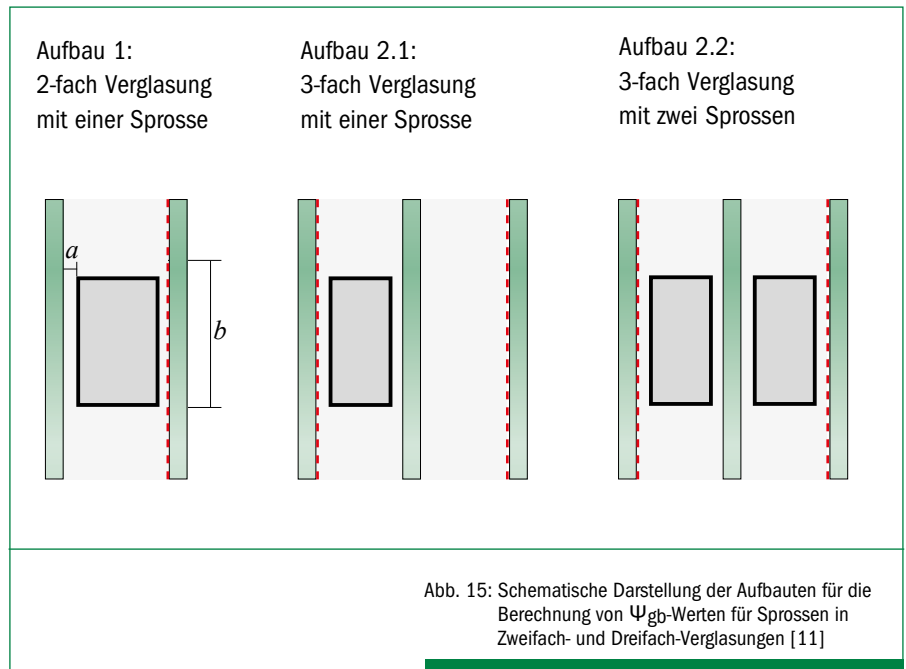 Aufbau 1:
2-fach Verglasung
mit einer Sprosse
Aufbau 2.1:
3-fach Verglasung
mit einer Sprosse
Aufbau 2.2:
3-fach Verglasung
mit zwei Sprossen
a
b
Abb. 15: Schematische Darstellung der Aufbauten für die
Berechnung von Ψgb-Werten für Sprossen in
Zweifach- und Dreifach-Verglasungen [11]